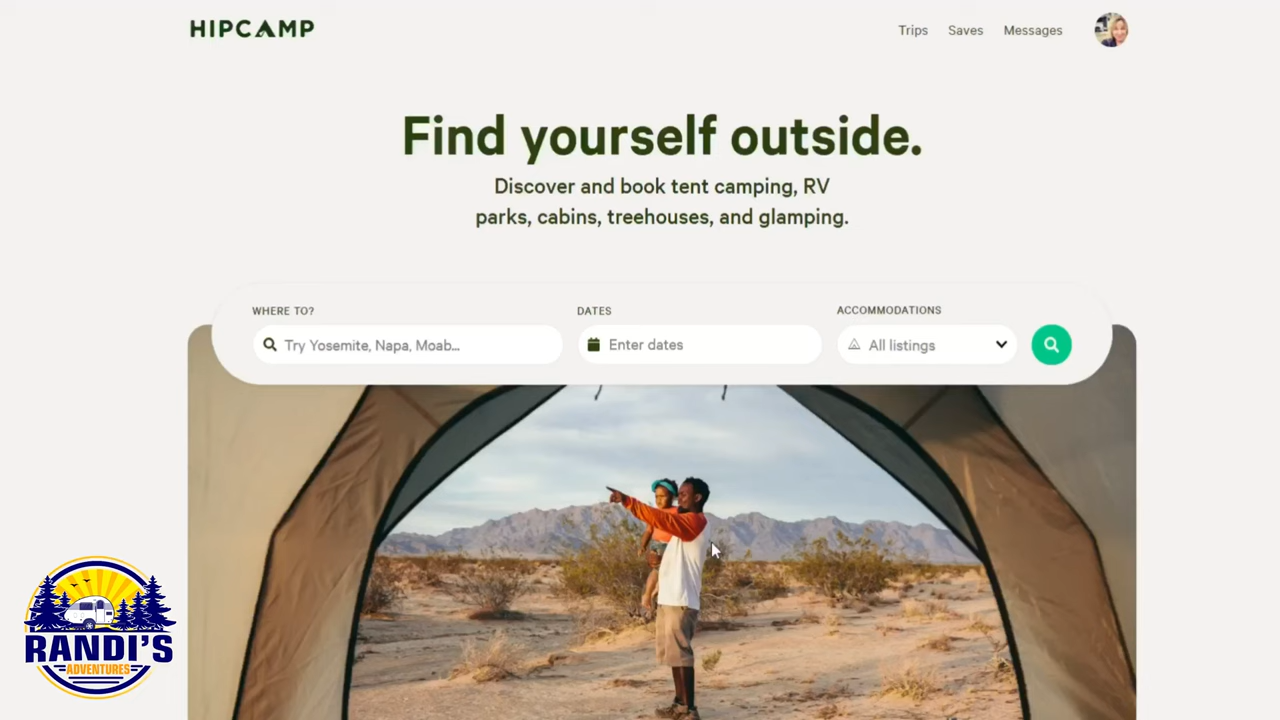 HIPCAMP
Trips Saves Messages
Find yourself outside.
Discover and book tent camping, RV
parks, cabins, treehouses, and glamping.
WHERE TO? DATES ACCOMMODATIONS
Try Yosemite, Napa, Moab... Enter dates All listings
RANDI'S
ADVENTURES